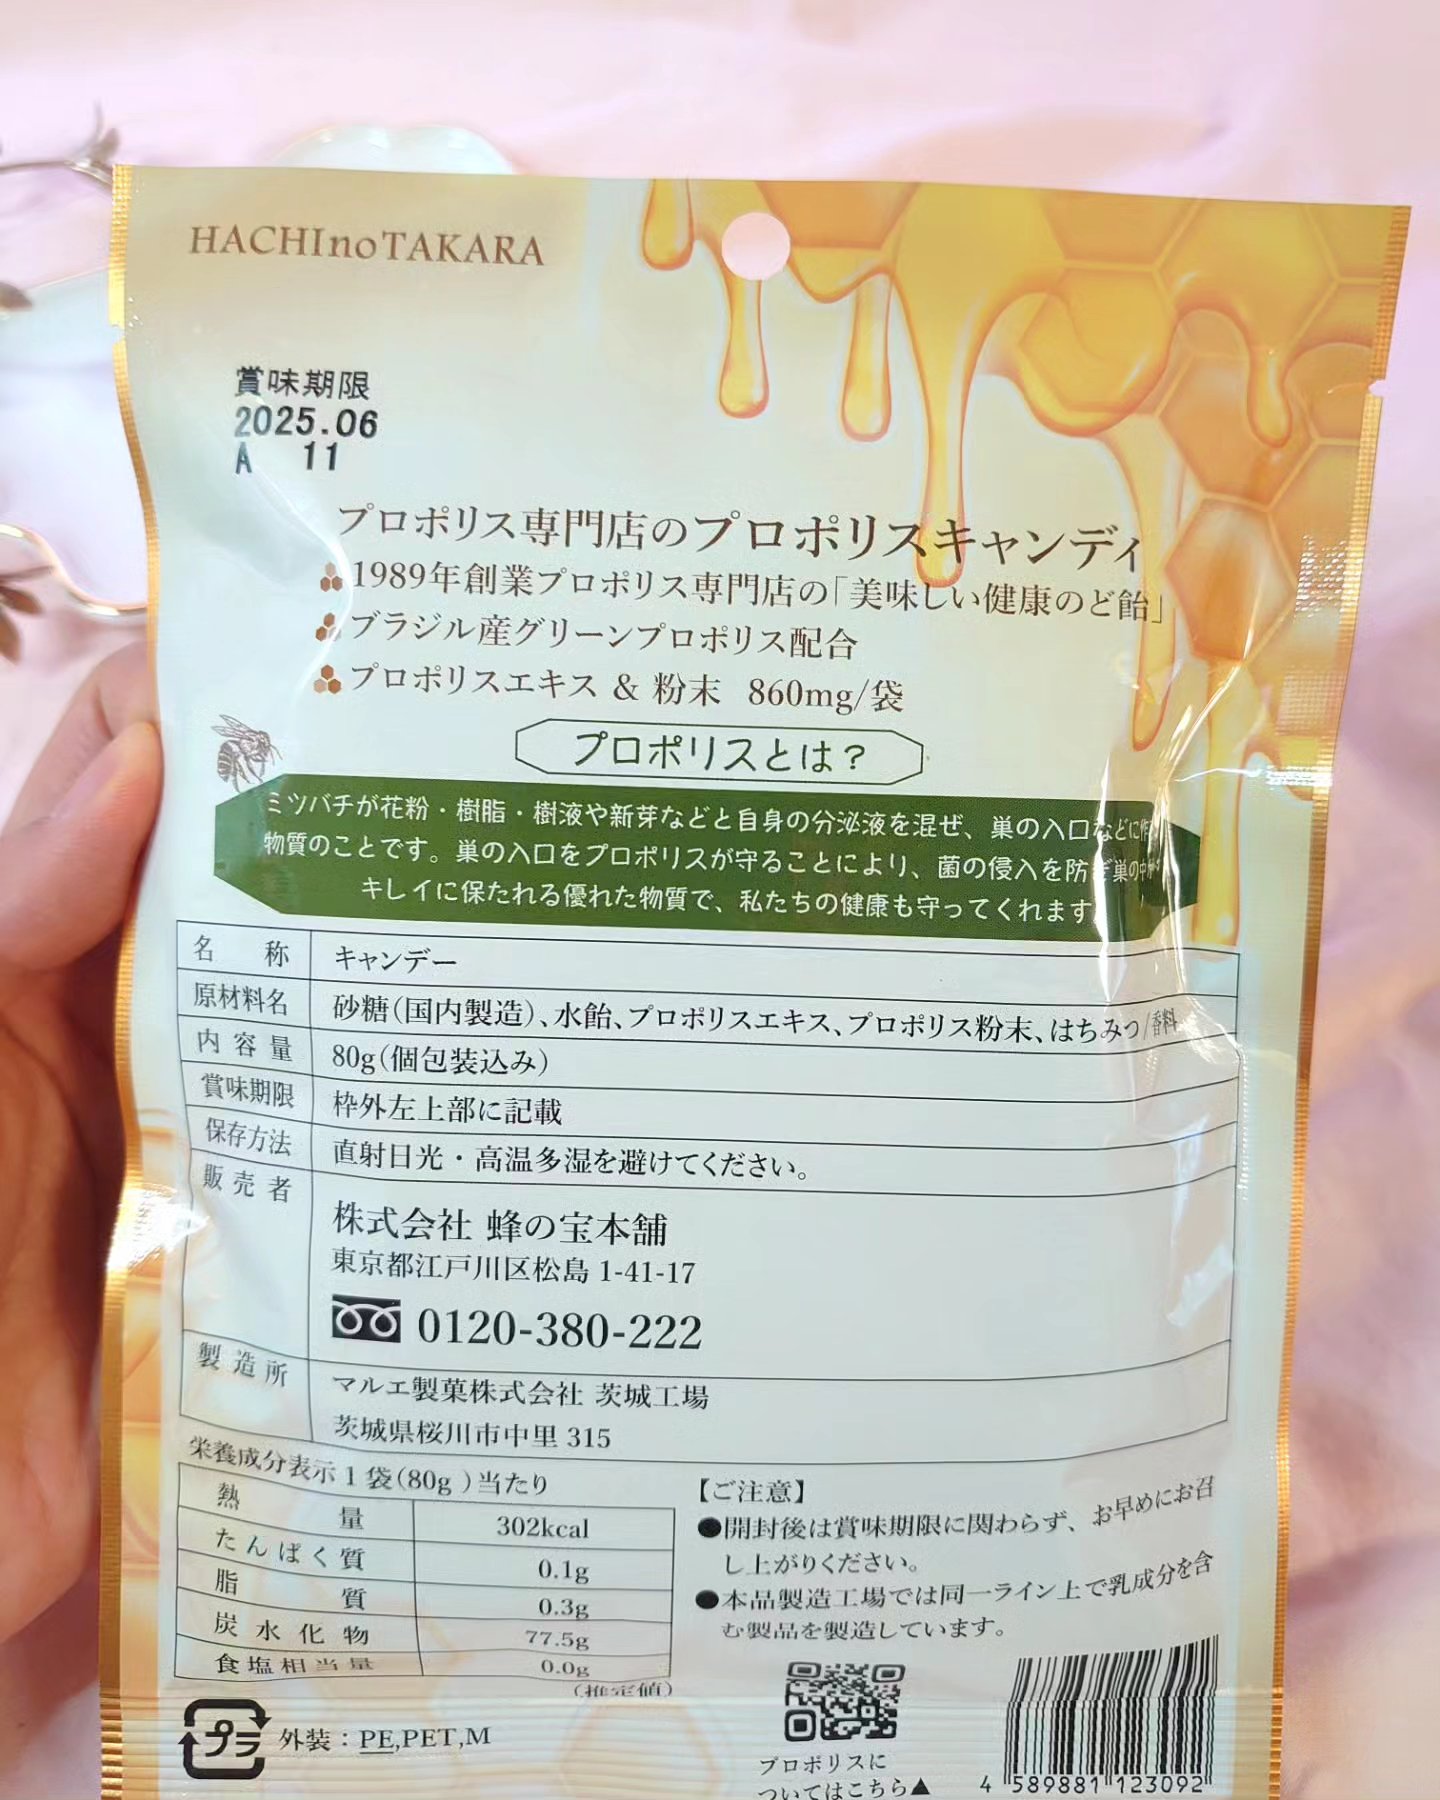 HACHInoTAKARA
賞味期限
2025.06
A 11
プロポリス専門店のプロポリスキャンディ
1989年創業プロポリス専門店の「美味しい健康のど飴」
ブラジル産グリーンプロポリス配合
プロポリスエキス & 粉末 860mg/袋
プロポリスとは?
ミツバチが花粉・樹脂・樹液や新芽などと自身の分泌液を混ぜ、巣の入口などに作
物質のことです。巣の入口をプロポリスが守ることにより、菌の侵入を防ぎ巣の中
キレイに保たれる優れた物質で、私たちの健康も守ってくれます
名称 キャンデー
原材料名 砂糖(国内製造)、水飴、プロポリスエキス、プロポリス粉末、はちみつ/香料
内容量 80g(個包装込み)
賞味期限 枠外左上部に記載
保存方法 直射日光・高温多湿を避けてください。
販売者 株式会社 蜂の宝本舗
東京都江戸川区松島 1-41-17
0120-380-222
製造所 マルエ製菓株式会社 茨城工場
茨城県桜川市中里 315
栄養成分表示 1 袋(80g )当たり
熱量 302kcal
たんぱく質 0.1g
脂質 0.3g
炭水化物 77.5g
食塩相当量 0.0g
(推定値)
【ご注意】
●開封後は賞味期限に関わらず、お早めにお召
し上がりください。
●本品製造工場では同一ライン上で乳成分を含
む製品を製造しています。
プラ 外装:PE,PET,M
プロポリスに
ついてはこちら▲
4 589881 123092